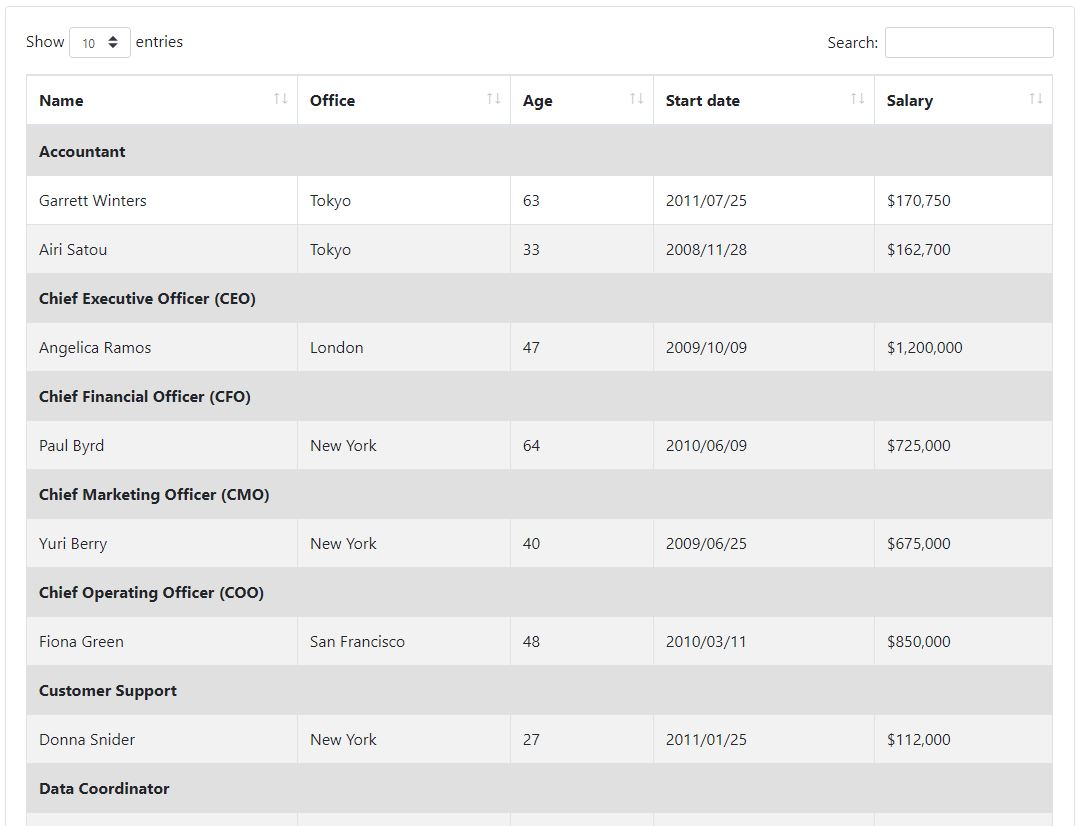 Show 10 entries Search:
Name Office Age Start date Salary
Accountant
Garrett Winters Tokyo 63 2011/07/25 $170,750
Airi Satou Tokyo 33 2008/11/28 $162,700
Chief Executive Officer (CEO)
Angelica Ramos London 47 2009/10/09 $1,200,000
Chief Financial Officer (CFO)
Paul Byrd New York 64 2010/06/09 $725,000
Chief Marketing Officer (CMO)
Yuri Berry New York 40 2009/06/25 $675,000
Chief Operating Officer (COO)
Fiona Green San Francisco 48 2010/03/11 $850,000
Customer Support
Donna Snider New York 27 2011/01/25 $112,000
Data Coordinator